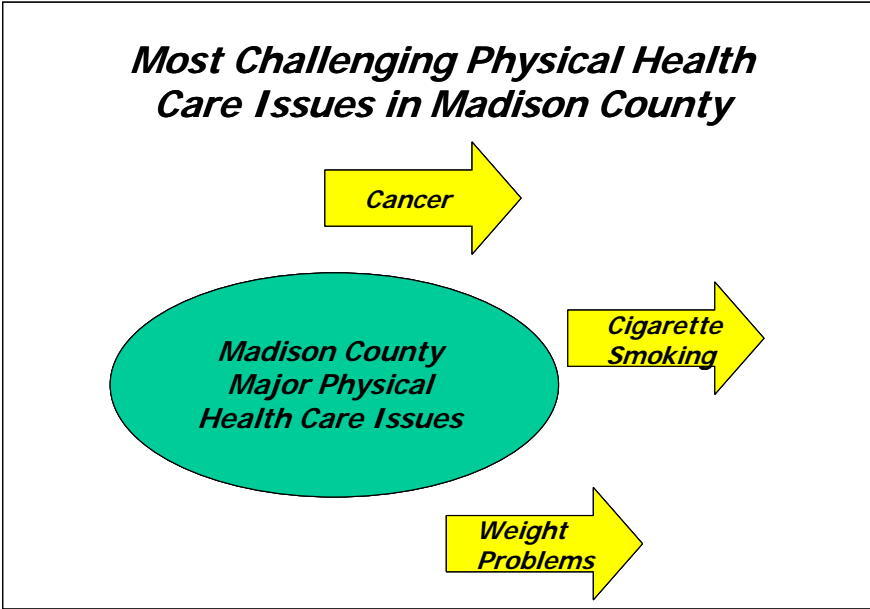 Most Challenging Physical Health
Care Issues in Madison County
Cancer
Cigarette
Smoking
Madison County
Major Physical
Health Care Issues
Weight
Problems